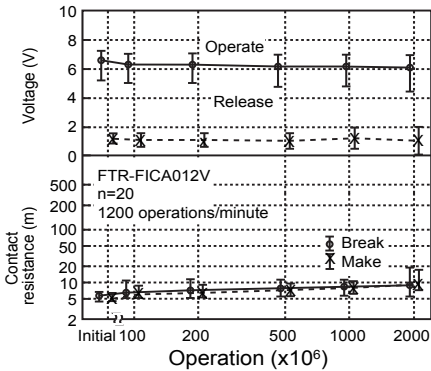 10
8
6
4
2
0
Voltage (V)
Operate
Release
FTR-FICA012V
n=20
1200 operations/minute
500
200
100
50
20
10
5
2
Contact
resistance (m)
Break
Make
Initial 100 200 500 1000 2000
Operation (x10⁶)